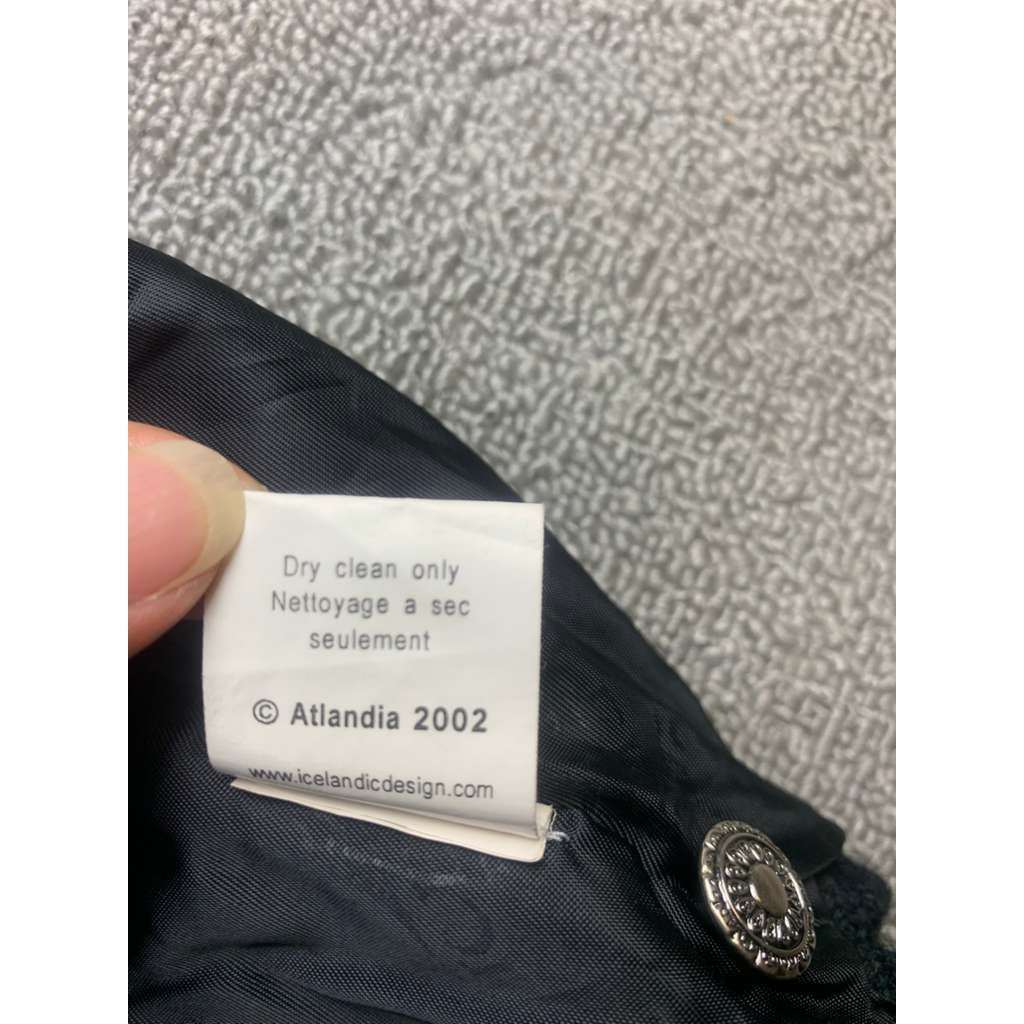 Dry clean only
Nettoyage a sec
seulement
© Atlandia 2002
www.icelandicdesign.com